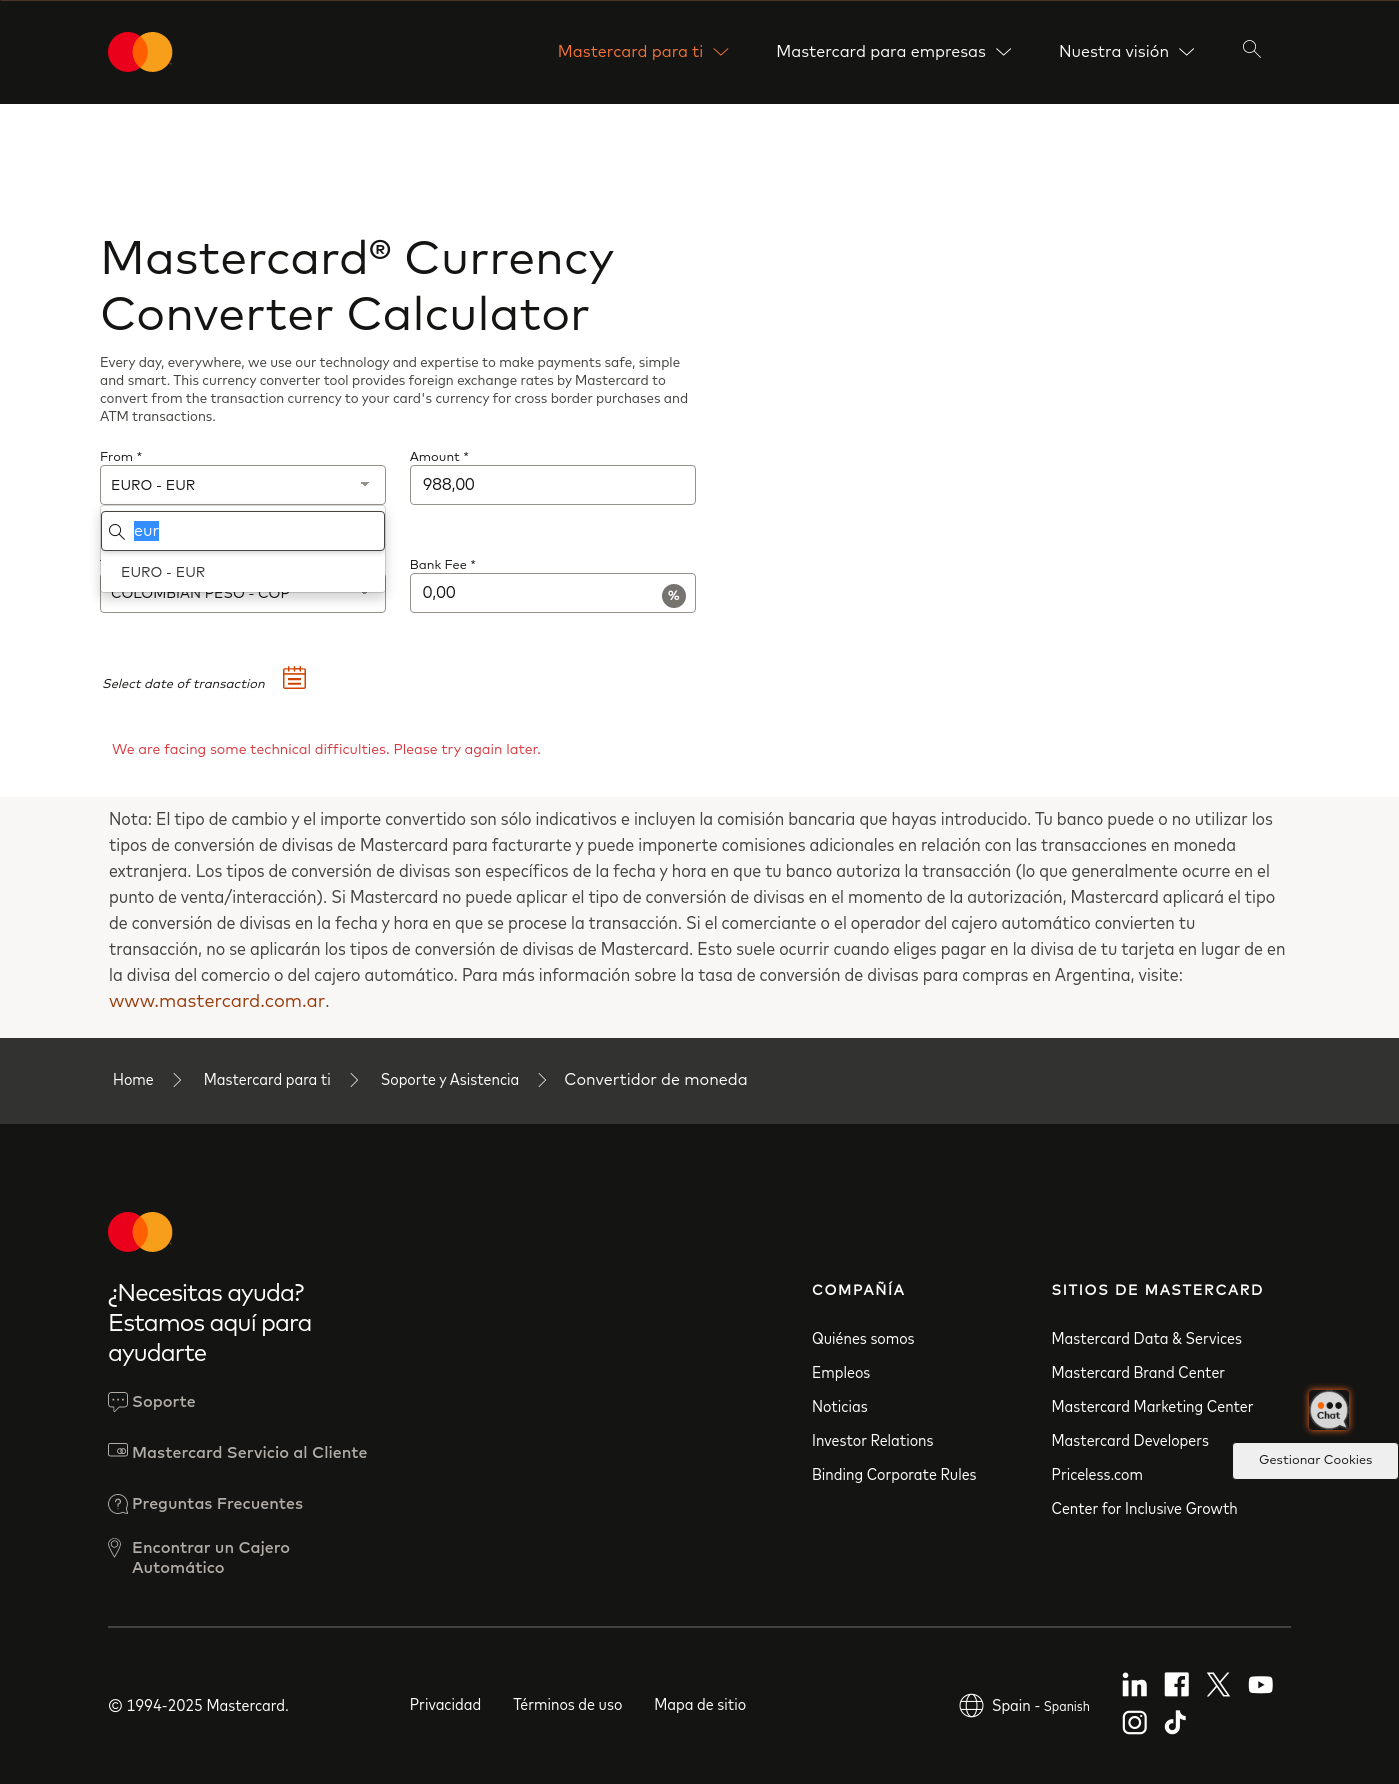 Mastercard para ti
Mastercard para empresas
Nuestra visión
Mastercard® Currency
Converter Calculator
Every day, everywhere, we use our technology and expertise to make payments safe, simple
and smart. This currency converter tool provides foreign exchange rates by Mastercard to
convert from the transaction currency to your card's currency for cross border purchases and
ATM transactions.
From *
Amount *
EURO - EUR
988,00
eur
EURO - EUR
Bank Fee *
COLOMBIAN PESO - COP
0,00
%
Select date of transaction
We are facing some technical difficulties. Please try again later.
Nota: El tipo de cambio y el importe convertido son sólo indicativos e incluyen la comisión bancaria que hayas introducido. Tu banco puede o no utilizar los
tipos de conversión de divisas de Mastercard para facturarte y puede imponerte comisiones adicionales en relación con las transacciones en moneda
extranjera. Los tipos de conversión de divisas son específicos de la fecha y hora en que tu banco autoriza la transacción (lo que generalmente ocurre en el
punto de venta/interacción). Si Mastercard no puede aplicar el tipo de conversión de divisas en el momento de la autorización, Mastercard aplicará el tipo
de conversión de divisas en la fecha y hora en que se procese la transacción. Si el comerciante o el operador del cajero automático convierten tu
transacción, no se aplicarán los tipos de conversión de divisas de Mastercard. Esto suele ocurrir cuando eliges pagar en la divisa de tu tarjeta en lugar de en
la divisa del comercio o del cajero automático. Para más información sobre la tasa de conversión de divisas para compras en Argentina, visite:
www.mastercard.com.ar.
Home
Mastercard para ti
Soporte y Asistencia
Convertidor de moneda
¿Necesitas ayuda?
Estamos aquí para
ayudarte
Soporte
Mastercard Servicio al Cliente
Preguntas Frecuentes
Encontrar un Cajero
Automático
COMPAÑÍA
Quiénes somos
Empleos
Noticias
Investor Relations
Binding Corporate Rules
SITIOS DE MASTERCARD
Mastercard Data & Services
Mastercard Brand Center
Mastercard Marketing Center
Mastercard Developers
Priceless.com
Center for Inclusive Growth
Chat
Gestionar Cookies
© 1994-2025 Mastercard.
Privacidad
Términos de uso
Mapa de sitio
Spain - Spanish